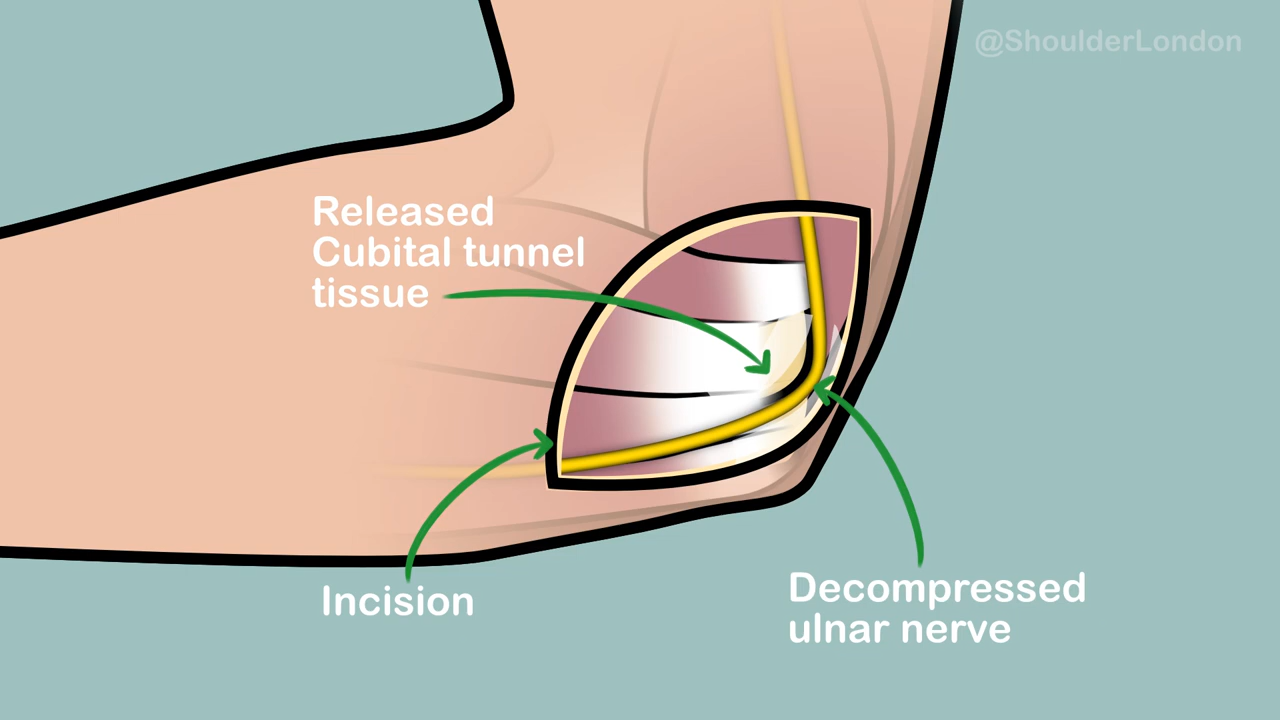 @ShoulderLondon
Released
Cubital tunnel
tissue
Incision
Decompressed
ulnar nerve